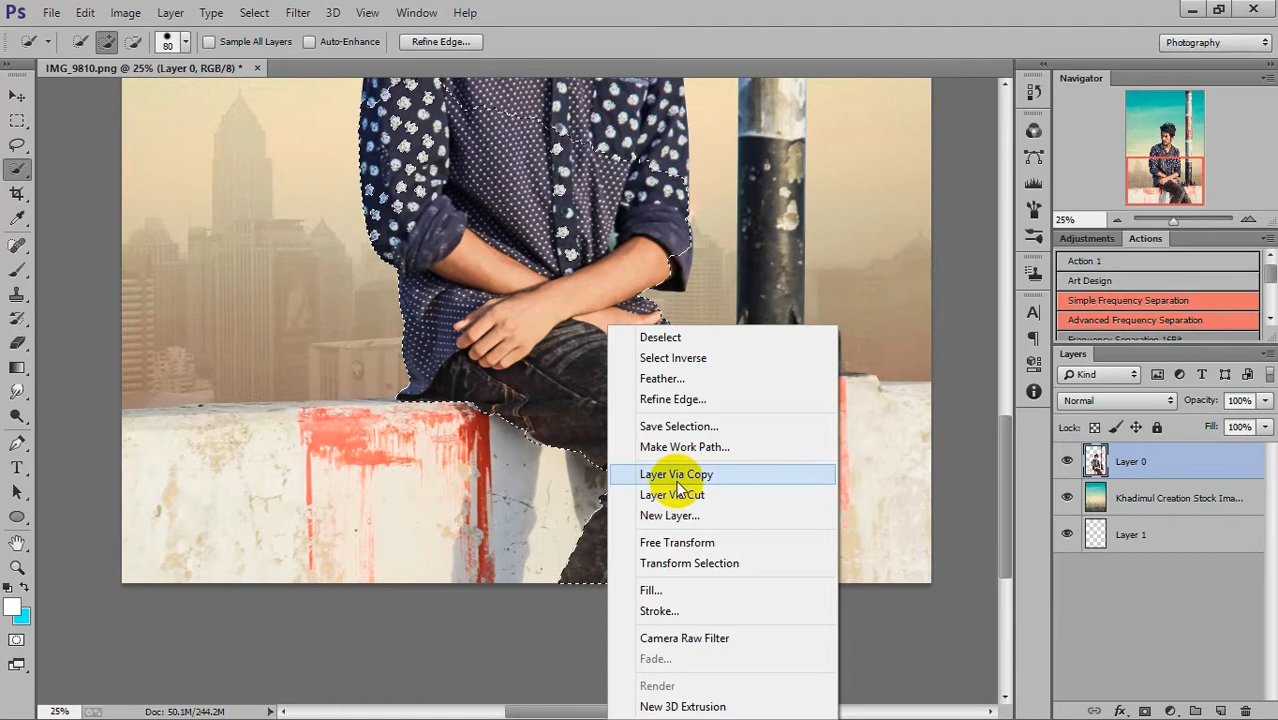 Ps File Edit Image Layer Type Select Filter 3D View Window Help
80 Sample All Layers Auto-Enhance Refine Edge... Photography
IMG_9810.png @ 25% (Layer 0, RGB/8) *
Navigator
25%
Adjustments Actions
Action 1
Art Design
Simple Frequency Separation
Advanced Frequency Separation
Frequency Separation 16Bit
Layers
Kind
Normal Opacity: 100%
Lock: Fill: 100%
Layer 0
Khadimul Creation Stock Ima...
Layer 1
Deselect
Select Inverse
Feather...
Refine Edge...
Save Selection...
Make Work Path...
Layer Via Copy
Layer Via Cut
New Layer...
Free Transform
Transform Selection
Fill...
Stroke...
Camera Raw Filter
Fade...
Render
New 3D Extrusion
25% Doc: 50.1M/244.2M